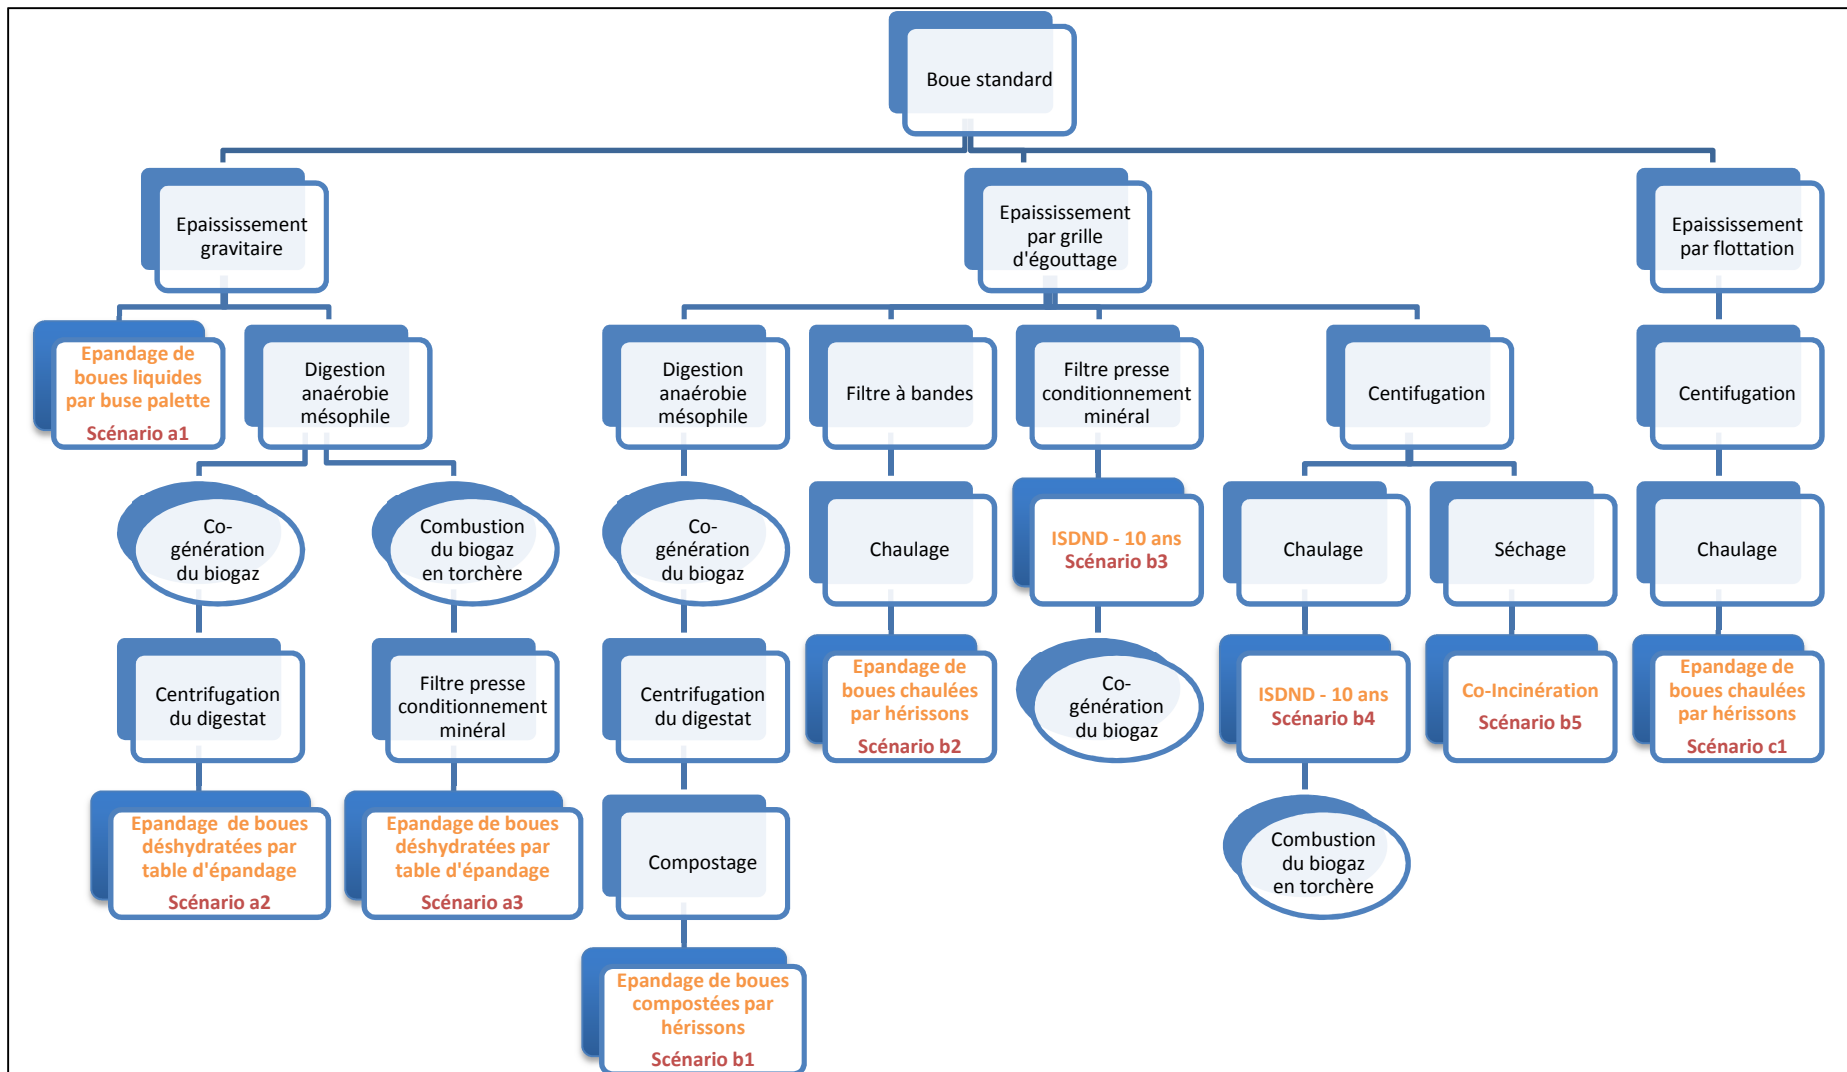 Boue standard
Epaississement
gravitaire
Epaississement
par grille
d'égouttage
Epaississement
par flottation
Epandage de
boues liquides
par buse palette
Scénario a1
Digestion
anaérobie
mésophile
Digestion
anaérobie
mésophile
Filtre à bandes
Filtre presse
conditionnement
minéral
Centifugation
Centifugation
Co-
génération
du biogaz
Combustion
du biogaz
en torchère
Co-
génération
du biogaz
Chaulage
ISDND - 10 ans
Scénario b3
Chaulage
Séchage
Chaulage
Centrifugation
du digestat
Filtre presse
conditionnement
minéral
Centrifugation
du digestat
Epandage de
boues chaulées
par hérissons
Scénario b2
Co-
génération
du biogaz
ISDND - 10 ans
Scénario b4
Co-Incinération
Scénario b5
Epandage de
boues chaulées
par hérissons
Scénario c1
Epandage  de boues
déshydratées par
table d'épandage
Scénario a2
Epandage de boues
déshydratées par
table d'épandage
Scénario a3
Compostage
Combustion
du biogaz
en torchère
Epandage de boues
compostées par
hérissons
Scénario b1